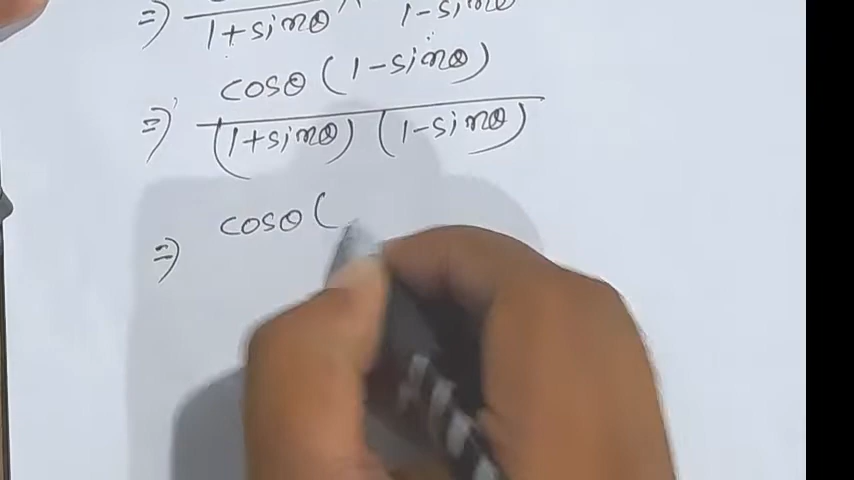 ⇒ 1+sinθ × 1-sinθ
cosθ (1-sinθ)
⇒ (1+sinθ) (1-sinθ)
cosθ (
⇒